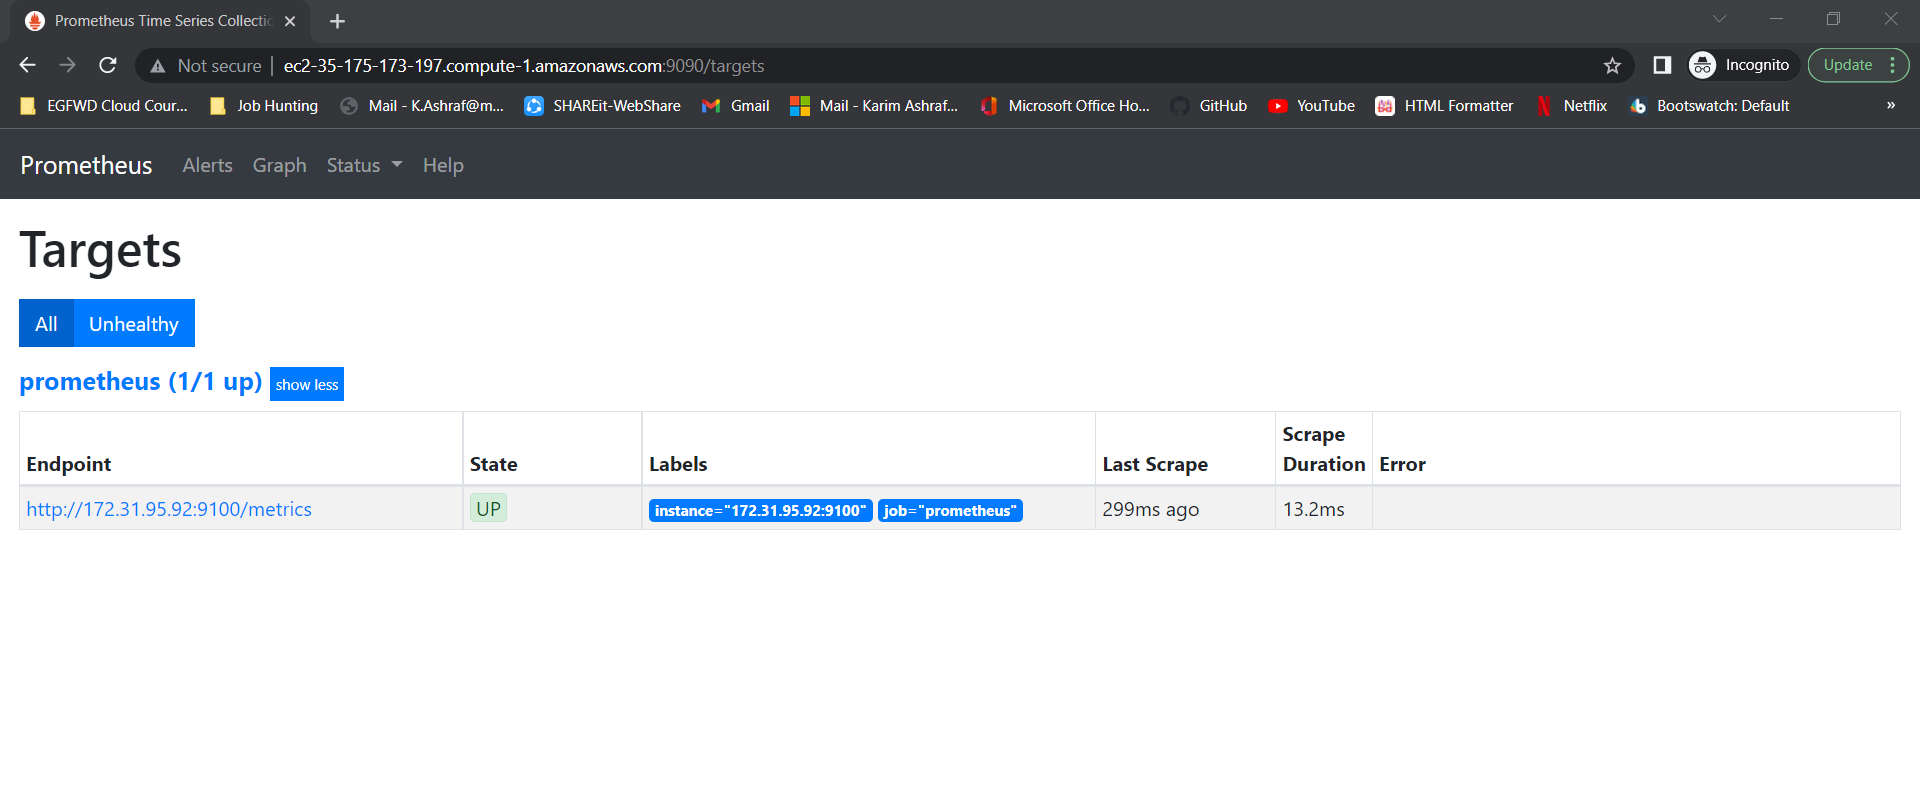 Prometheus Time Series Collectio
Not secure ec2-35-175-173-197.compute-1.amazonaws.com:9090/targets Incognito Update
EGFWD Cloud Cour... Job Hunting Mail - K.Ashraf@m... SHAREit-WebShare Gmail Mail - Karim Ashraf... Microsoft Office Ho... GitHub YouTube HTML Formatter Netflix Bootswatch: Default »
Prometheus Alerts Graph Status Help
Targets
All Unhealthy
prometheus (1/1 up) show less
Endpoint State Labels Last Scrape Scrape Duration Error
http://172.31.95.92:9100/metrics UP instance="172.31.95.92:9100" job="prometheus" 299ms ago 13.2ms